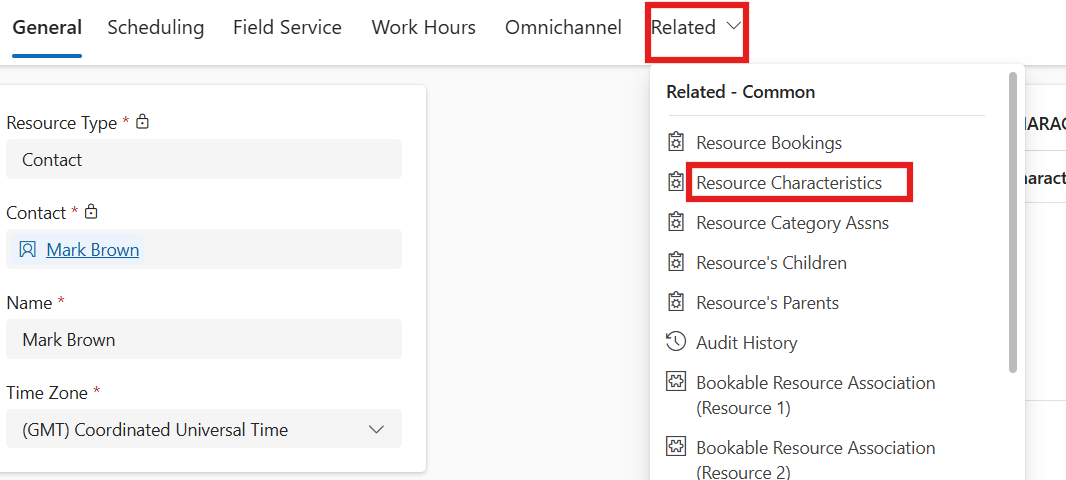 General Scheduling Field Service Work Hours Omnichannel Related
Resource Type *
Contact
Contact *
Mark Brown
Name *
Mark Brown
Time Zone *
(GMT) Coordinated Universal Time
Related - Common
Resource Bookings
Resource Characteristics
Resource Category Assns
Resource's Children
Resource's Parents
Audit History
Bookable Resource Association
(Resource 1)
Bookable Resource Association
(Resource 2)